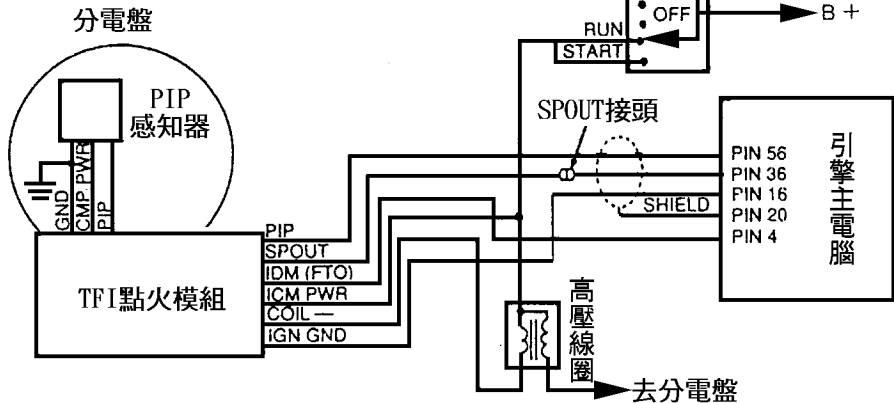 分電盤
OFF
B +
RUN
START
PIP
感知器
SPOUT接頭
GND
CMP PWR
PIP
PIN 56
PIN 36
PIN 16
SHIELD
PIN 20
PIN 4
引擎主電腦
PIP
SPOUT
IDM (FTO)
ICM PWR
COIL —
IGN GND
TFI點火模組
高壓線圈
去分電盤